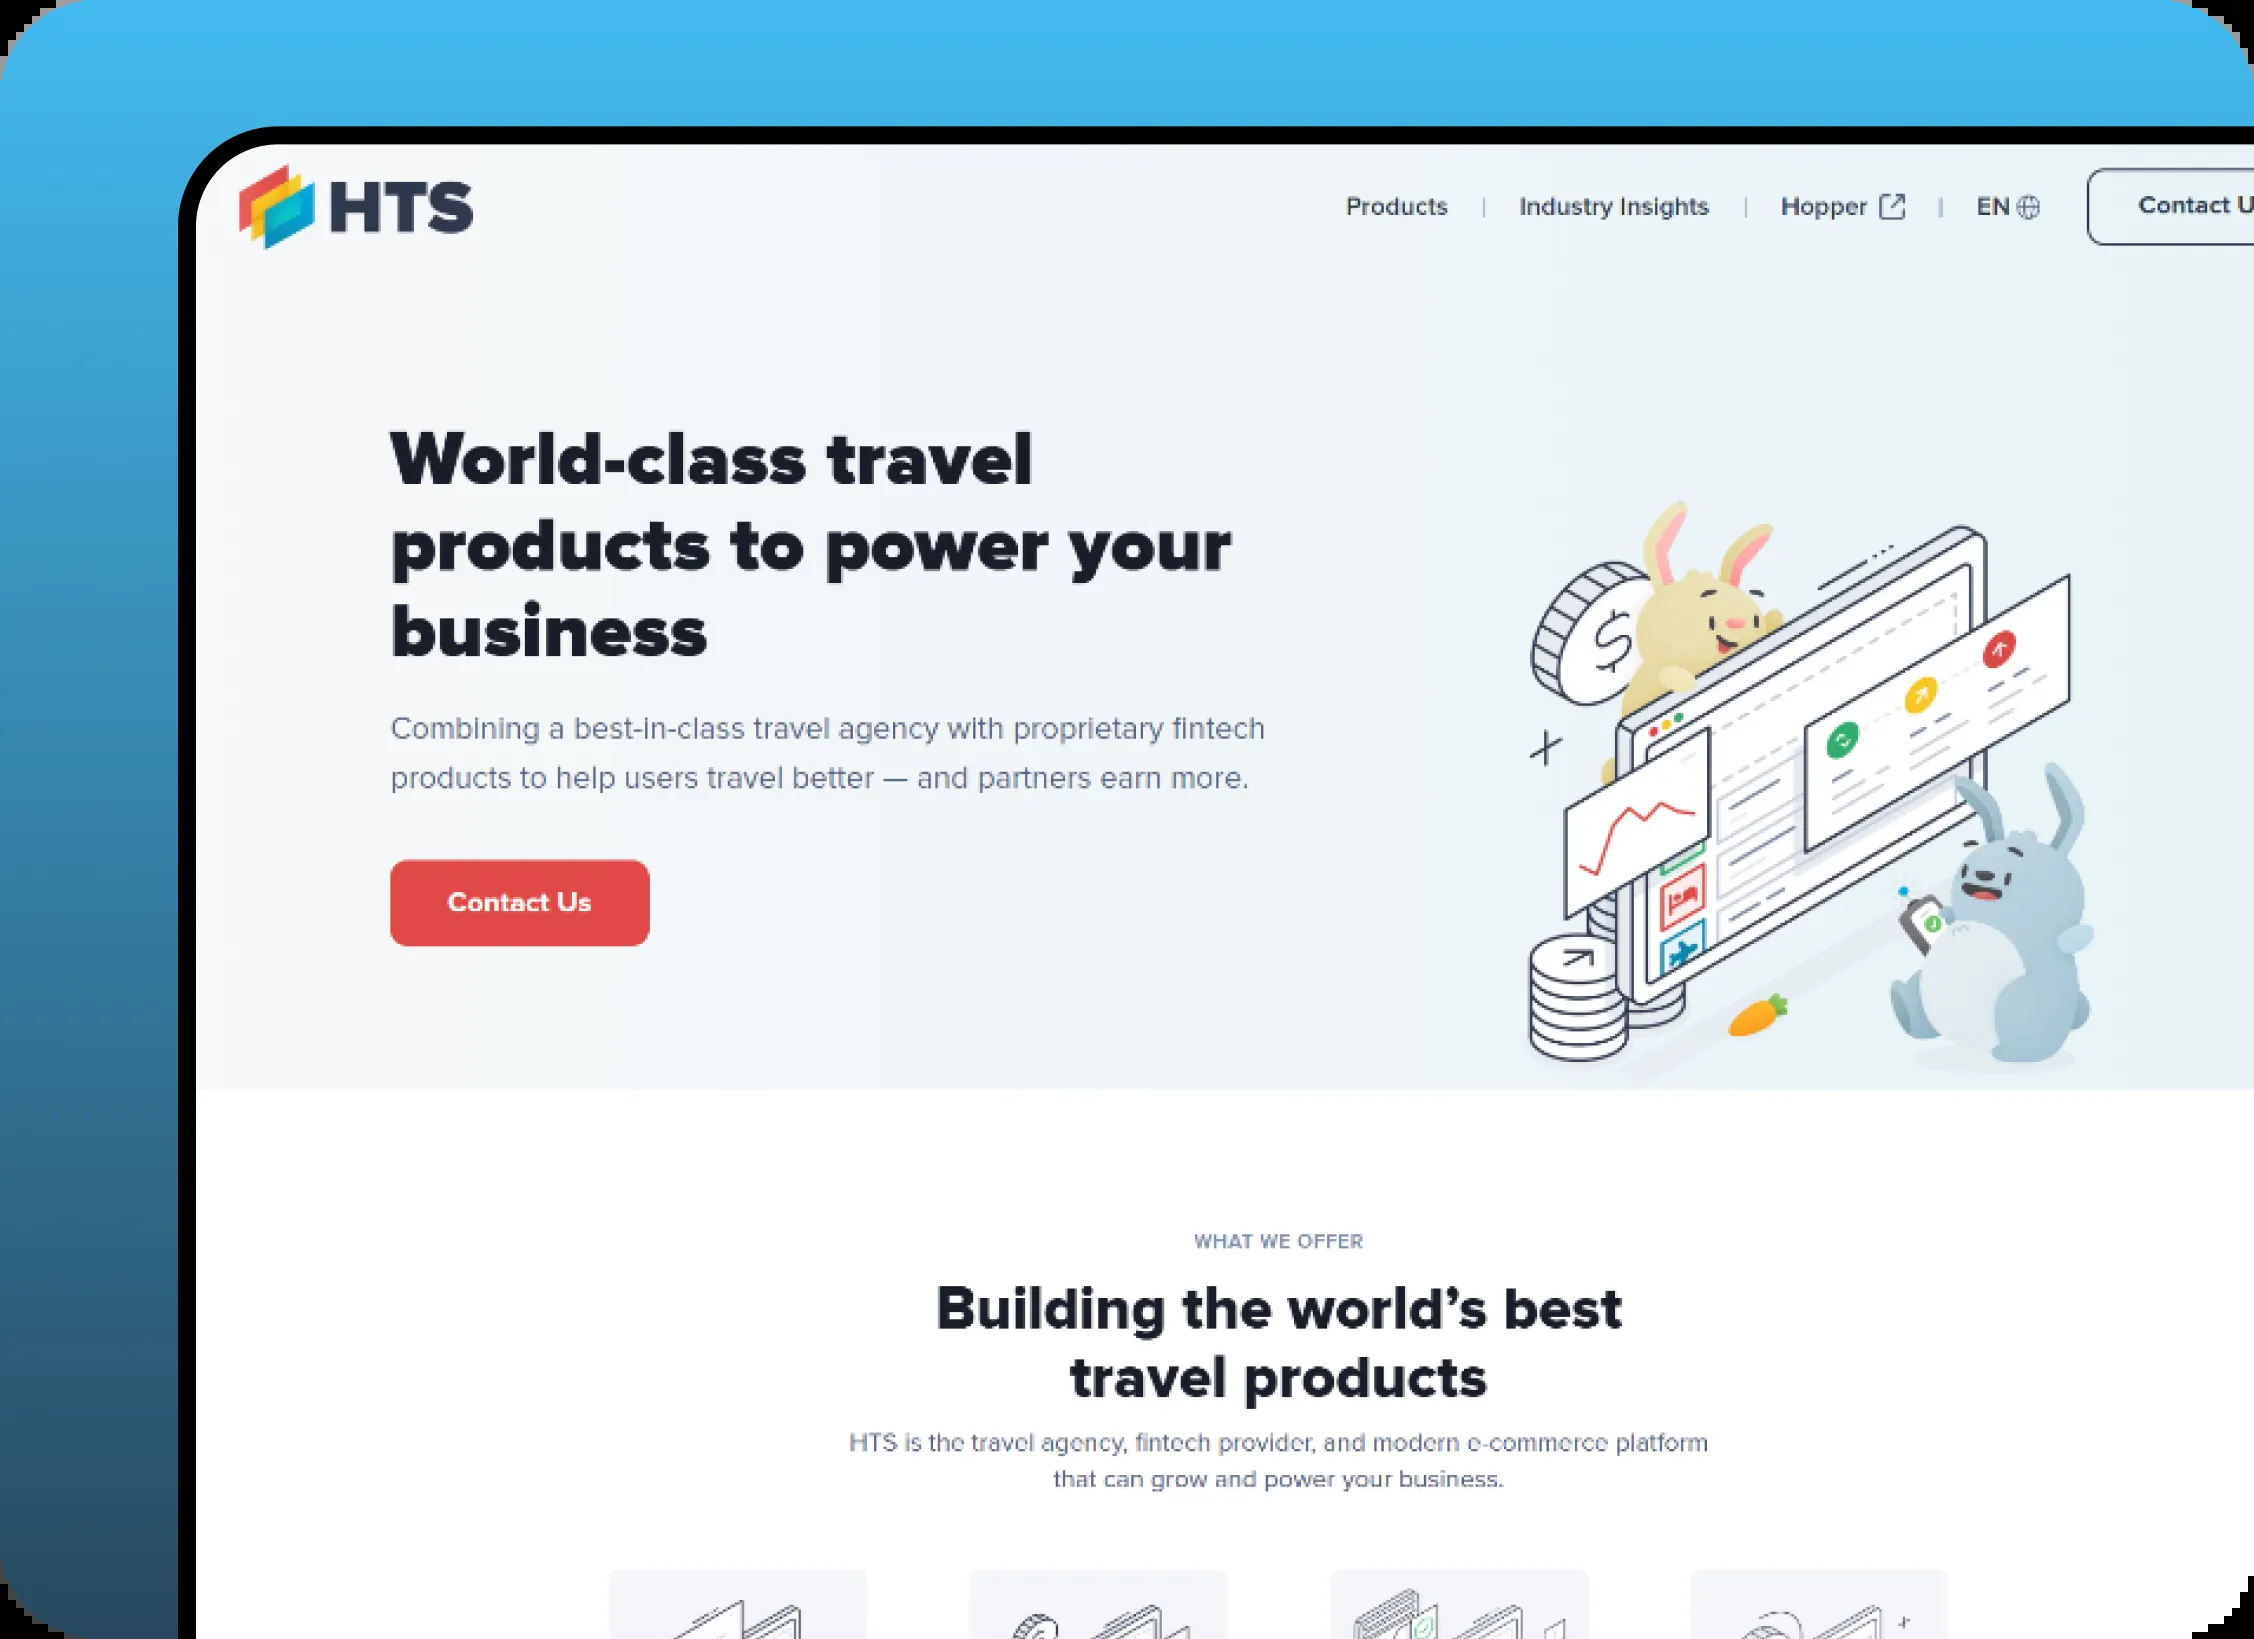 HTS
Products | Industry Insights | Hopper | EN
Contact U
World-class travel
products to power your
business
Combining a best-in-class travel agency with proprietary fintech
products to help users travel better — and partners earn more.
Contact Us
$
WHAT WE OFFER
Building the world’s best
travel products
HTS is the travel agency, fintech provider, and modern e-commerce platform
that can grow and power your business.